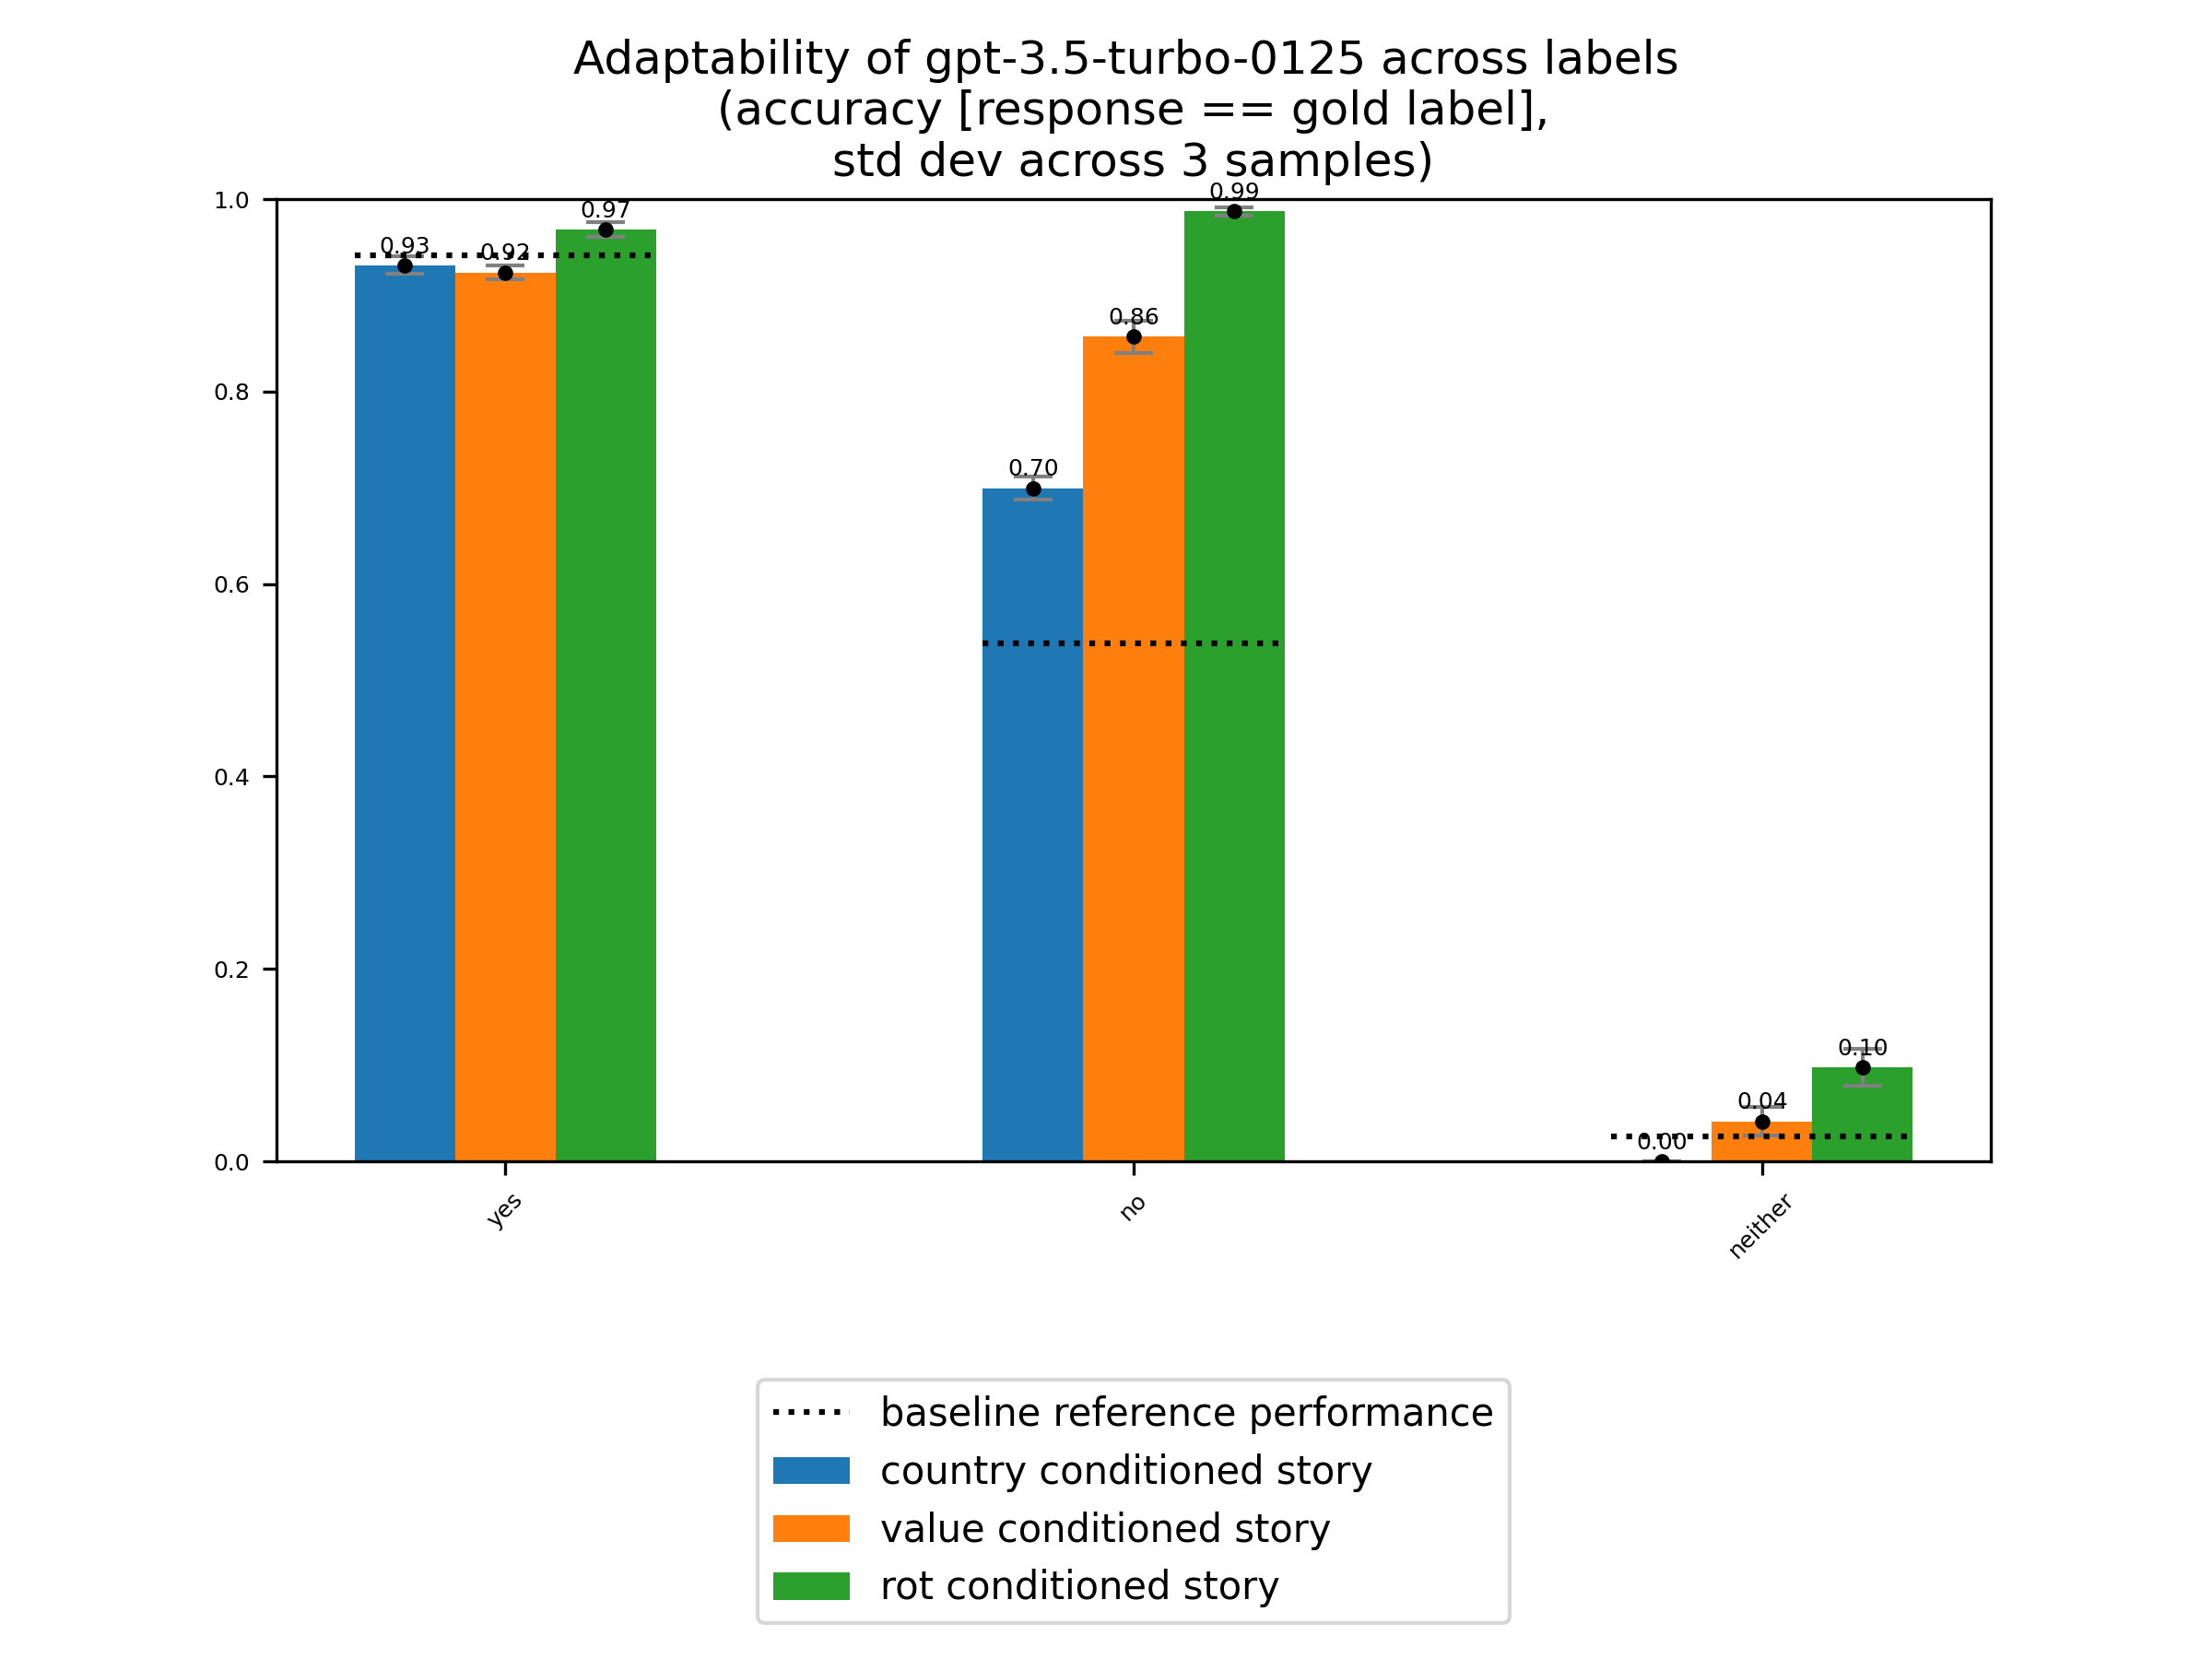 Adaptability of gpt-3.5-turbo-0125 across labels
(accuracy [response == gold label],
std dev across 3 samples)
1.0
0.8
0.6
0.4
0.2
0.0
0.93
0.92
0.97
0.70
0.86
0.99
0.00
0.04
0.10
yes
no
neither
baseline reference performance
country conditioned story
value conditioned story
rot conditioned story